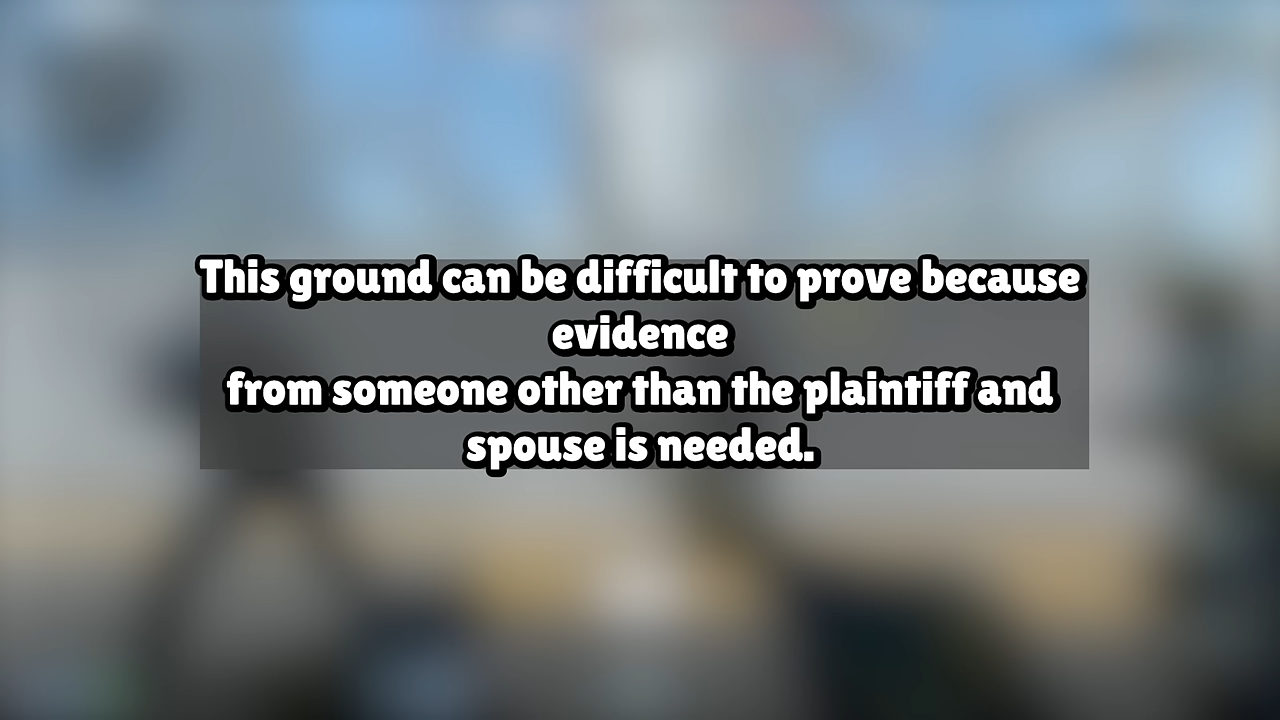 This ground can be difficult to prove because
evidence
from someone other than the plaintiff and
spouse is needed.